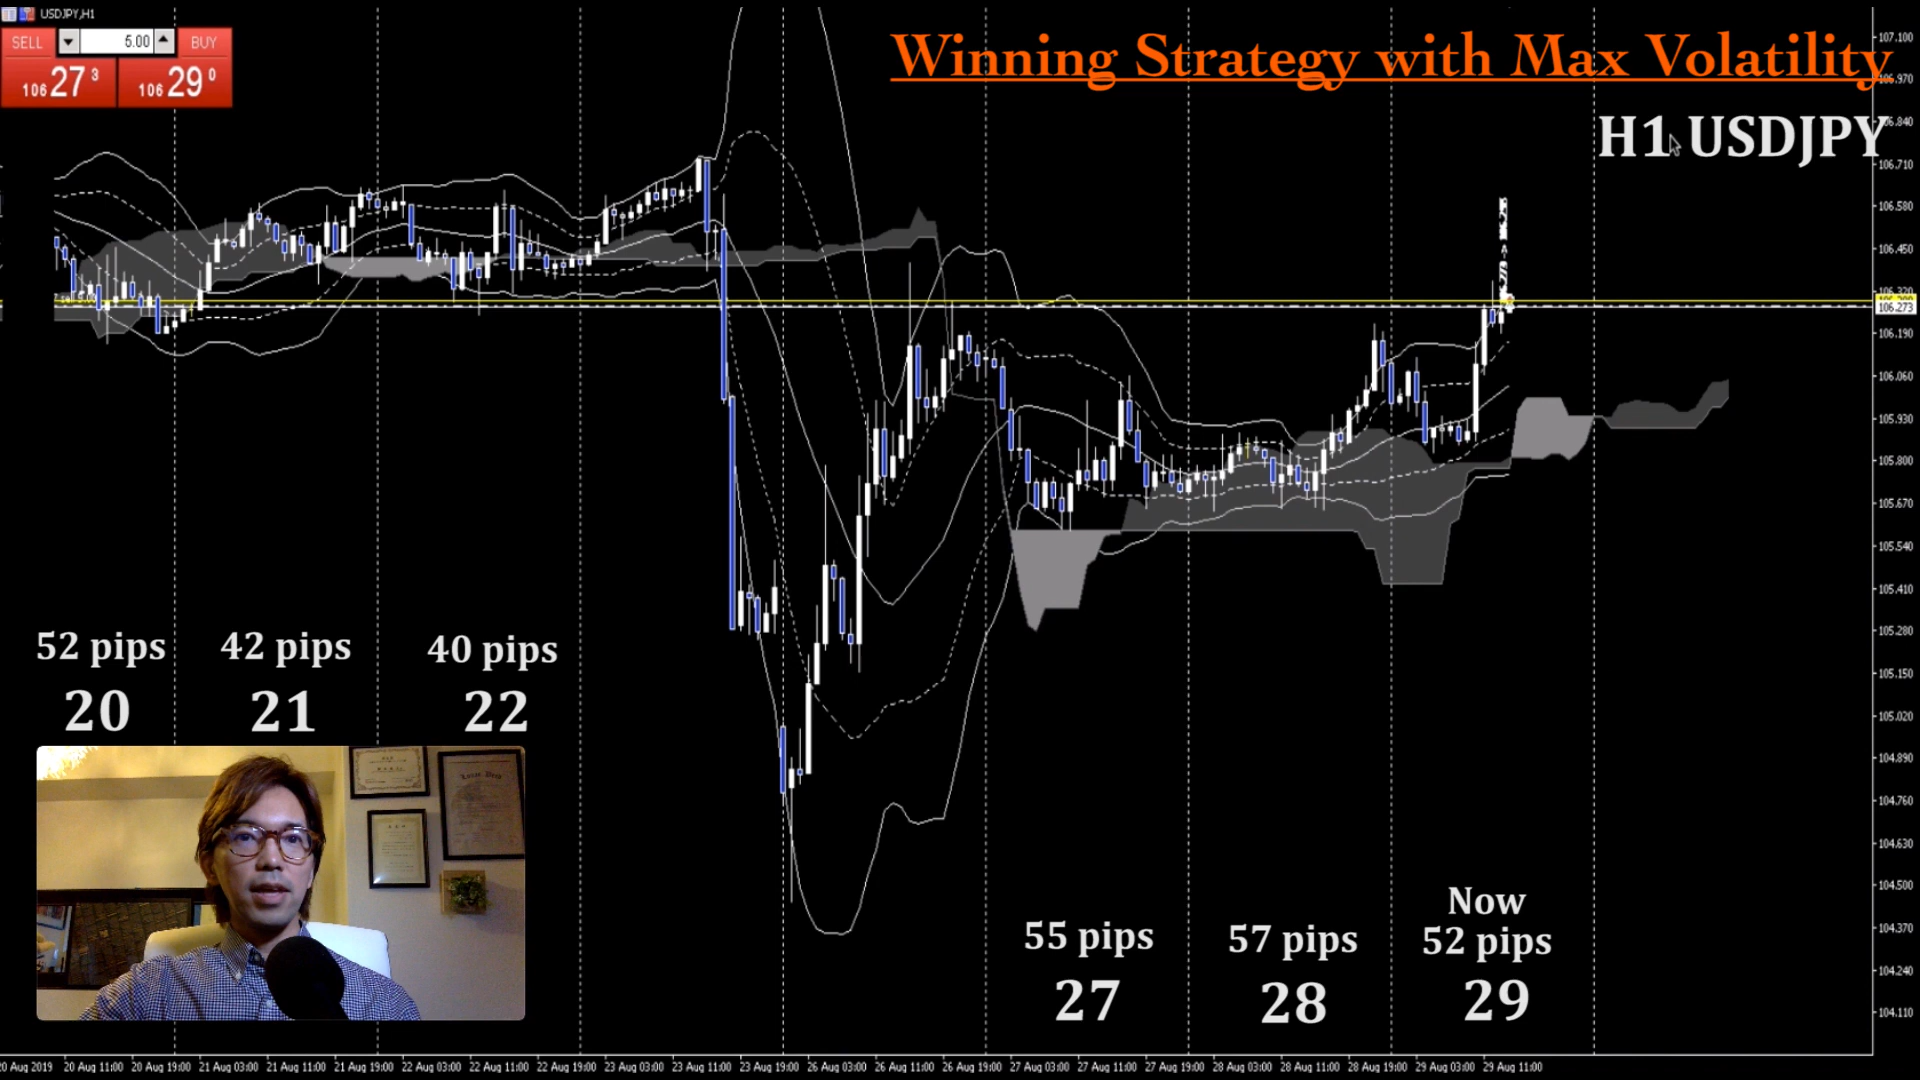 USDJPY,H1
SELL 5.00 BUY
106 27 3 106 29 0
Winning Strategy with Max Volatility
H1 USDJPY
107.100
106.970
106.840
106.710
106.580
106.450
106.320
106.273
106.190
106.060
105.930
105.800
105.670
105.540
105.410
105.280
105.150
105.020
104.890
104.760
104.630
104.500
104.370
104.240
104.110
52 pips
20
42 pips
21
40 pips
22
55 pips
27
57 pips
28
Now
52 pips
29
20 Aug 2019 20 Aug 11:00 20 Aug 19:00 21 Aug 03:00 21 Aug 11:00 21 Aug 19:00 22 Aug 03:00 22 Aug 11:00 22 Aug 19:00 23 Aug 03:00 23 Aug 11:00 23 Aug 19:00 26 Aug 03:00 26 Aug 11:00 26 Aug 19:00 27 Aug 03:00 27 Aug 11:00 27 Aug 19:00 28 Aug 03:00 28 Aug 11:00 28 Aug 19:00 29 Aug 03:00 29 Aug 11:00